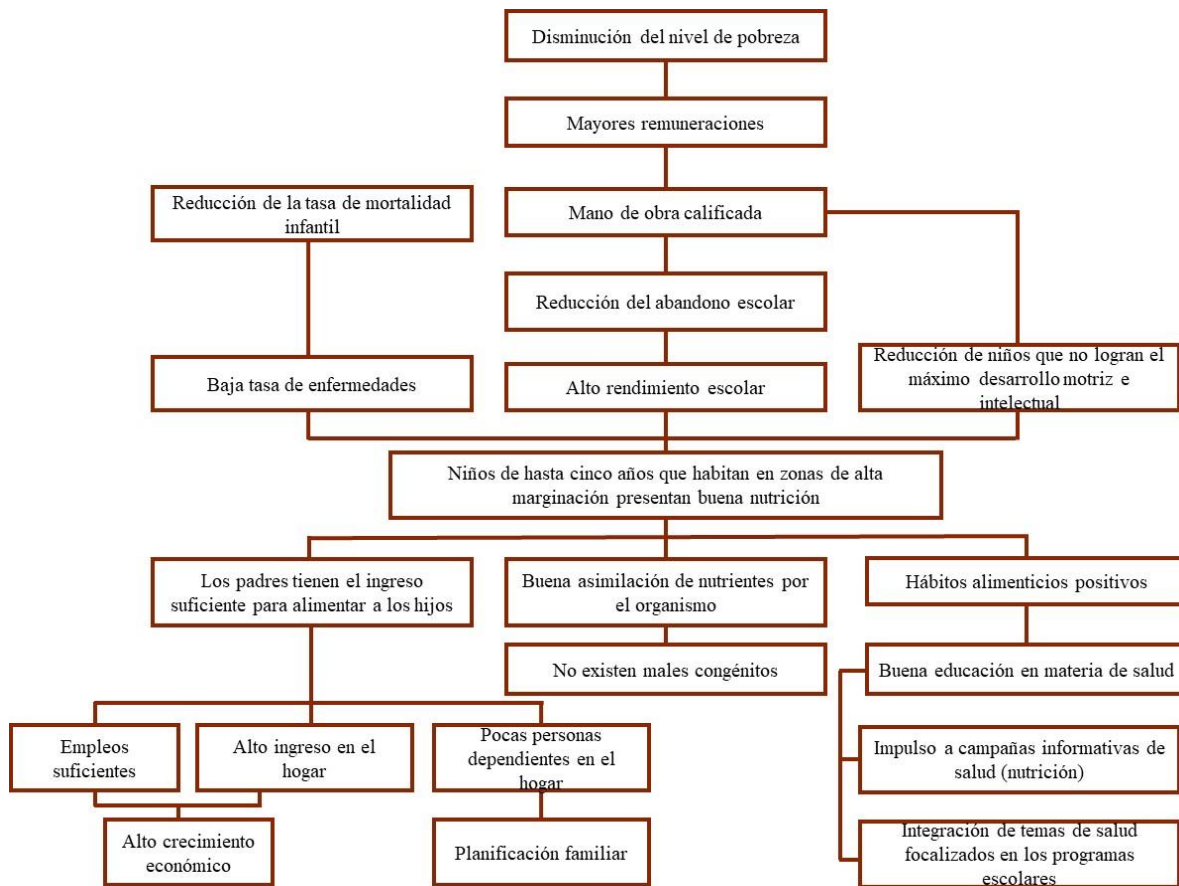 Disminución del nivel de pobreza
Mayores remuneraciones
Reducción de la tasa de mortalidad
infantil
Mano de obra calificada
Reducción del abandono escolar
Baja tasa de enfermedades
Alto rendimiento escolar
Reducción de niños que no logran el
máximo desarrollo motriz e
intelectual
Niños de hasta cinco años que habitan en zonas de alta
marginación presentan buena nutrición
Los padres tienen el ingreso
suficiente para alimentar a los hijos
Buena asimilación de nutrientes por
el organismo
Hábitos alimenticios positivos
No existen males congénitos
Buena educación en materia de salud
Empleos
suficientes
Alto ingreso en el
hogar
Pocas personas
dependientes en el
hogar
Impulso a campañas informativas de
salud (nutrición)
Alto crecimiento
económico
Planificación familiar
Integración de temas de salud
focalizados en los programas
escolares